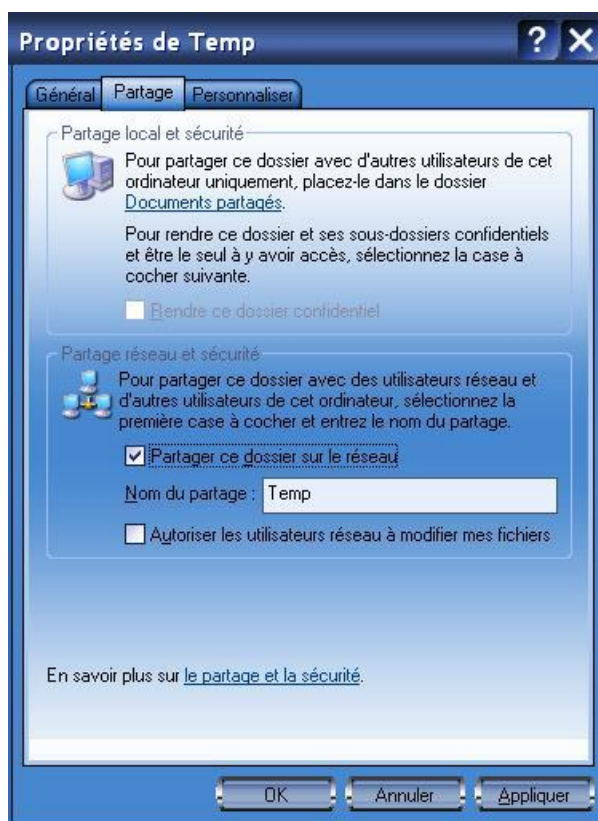 Propriétés de Temp
Général Partage Personnaliser
Partage local et sécurité
Pour partager ce dossier avec d'autres utilisateurs de cet
ordinateur uniquement, placez-le dans le dossier
Documents partagés.
Pour rendre ce dossier et ses sous-dossiers confidentiels
et être le seul à y avoir accès, sélectionnez la case à
cocher suivante.
Rendre ce dossier confidentiel
Partage réseau et sécurité
Pour partager ce dossier avec des utilisateurs réseau et
d'autres utilisateurs de cet ordinateur, sélectionnez la
première case à cocher et entrez le nom du partage.
Partager ce dossier sur le réseau
Nom du partage : Temp
Autoriser les utilisateurs réseau à modifier mes fichiers
En savoir plus sur le partage et la sécurité.
OK Annuler Appliquer